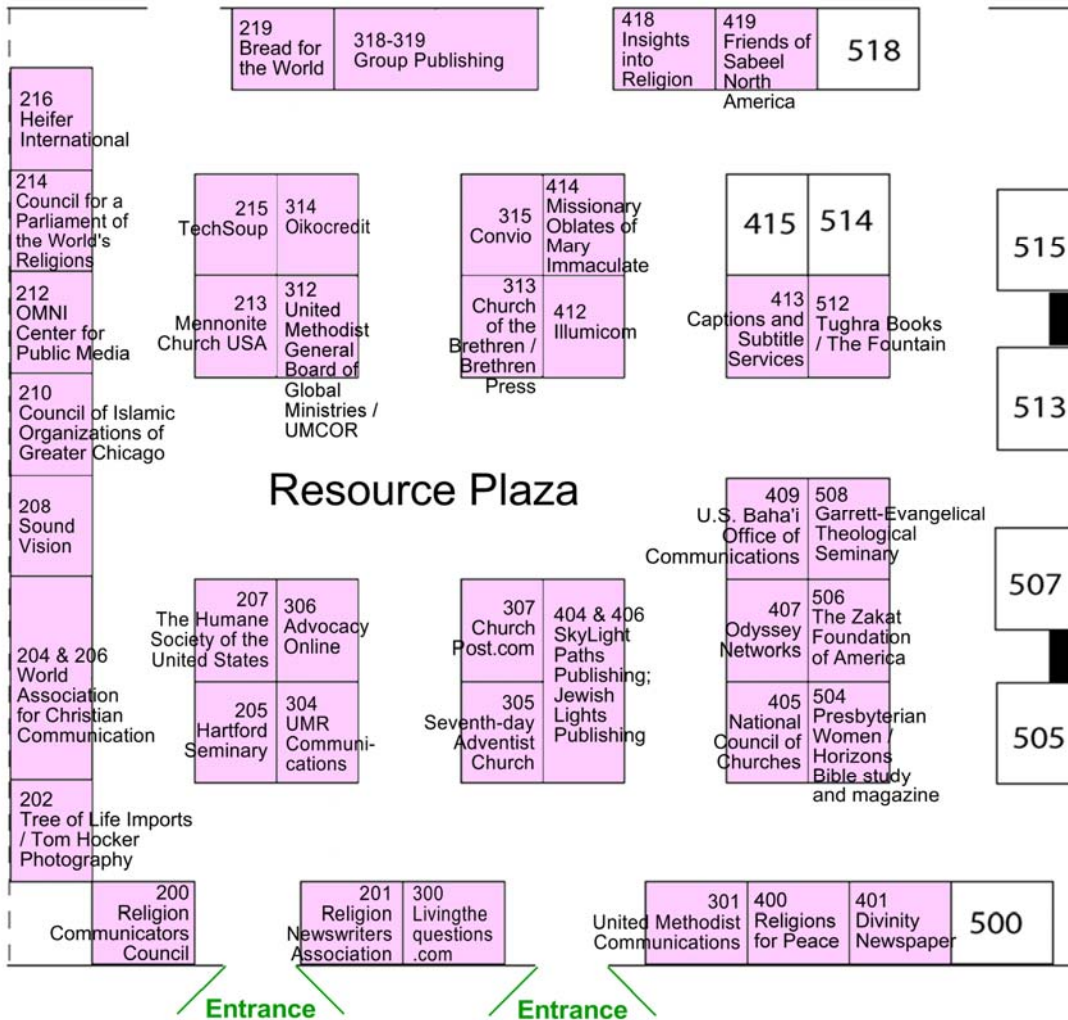 219
Bread for
the World
318-319
Group Publishing
418
Insights
into
Religion
419
Friends of
Sabeel
North
America
518
216
Heifer
International
214
Council for a
Parliament of
the World's
Religions
215
TechSoup
314
Oikocredit
315
Convio
414
Missionary
Oblates of
Mary
Immaculate
415
514
515
212
OMNI
Center for
Public Media
213
Mennonite
Church USA
312
United
Methodist
General
Board of
Global
Ministries /
UMCOR
313
Church
of the
Brethren /
Brethren
Press
412
Illumicom
413
Captions and
Subtitle
Services
512
Tughra Books
/ The Fountain
513
210
Council of Islamic
Organizations of
Greater Chicago
Resource Plaza
208
Sound
Vision
409
U.S. Baha'i
Office of
Communications
508
Garrett-Evangelical
Theological
Seminary
507
204 & 206
World
Association
for Christian
Communication
207
The Humane
Society of the
United States
306
Advocacy
Online
307
Church
Post.com
404 & 406
SkyLight
Paths
Publishing;
Jewish
Lights
Publishing
407
Odyssey
Networks
506
The Zakat
Foundation
of America
205
Hartford
Seminary
304
UMR
Communi-
cations
305
Seventh-day
Adventist
Church
405
National
Council of
Churches
504
Presbyterian
Women /
Horizons
Bible study
and magazine
505
202
Tree of Life Imports
/ Tom Hocker
Photography
200
Religion
Communicators
Council
201
Religion
Newswriters
Association
300
Livingthe
questions
.com
301
United Methodist
Communications
400
Religions
for Peace
401
Divinity
Newspaper
500
Entrance
Entrance